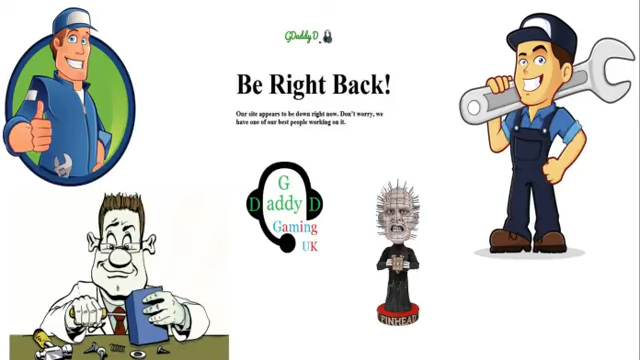 GDaddy D
Be Right Back!
Our site appears to be down right now. Don't worry, we
have one of our best people working on it.
G
D addy D
Gaming
UK
PINHEAD